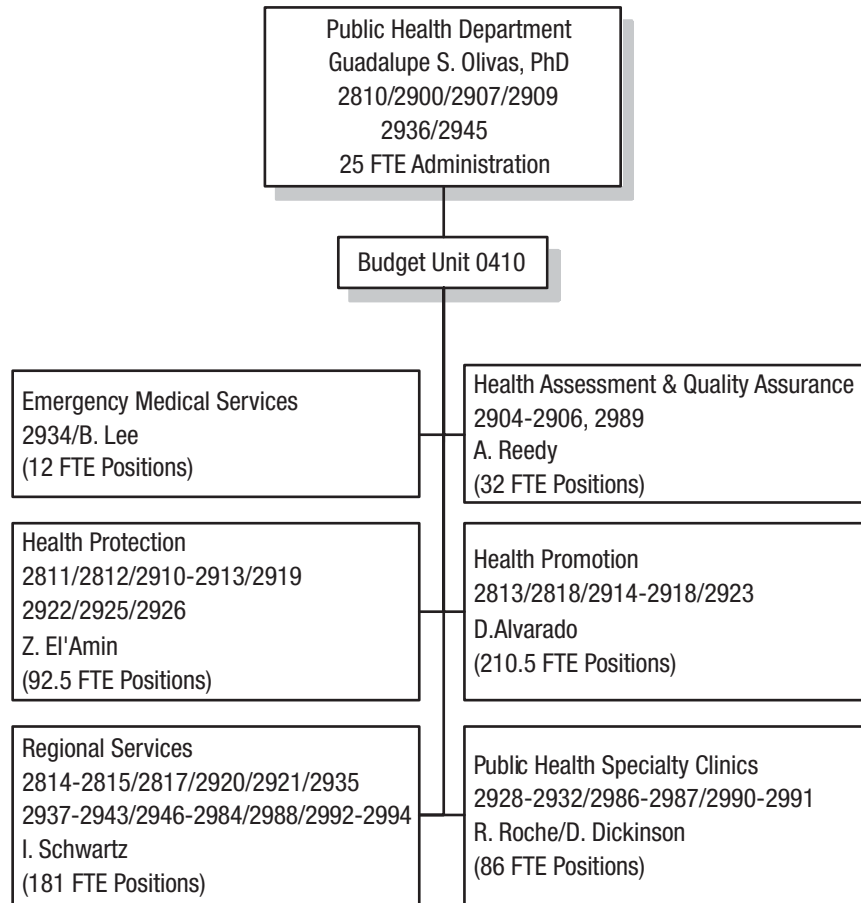 Public Health Department
Guadalupe S. Olivas, PhD
2810/2900/2907/2909
2936/2945
25 FTE Administration
Budget Unit 0410
Emergency Medical Services
2934/B. Lee
(12 FTE Positions)
Health Assessment & Quality Assurance
2904-2906, 2989
A. Reedy
(32 FTE Positions)
Health Protection
2811/2812/2910-2913/2919
2922/2925/2926
Z. El'Amin
(92.5 FTE Positions)
Health Promotion
2813/2818/2914-2918/2923
D.Alvarado
(210.5 FTE Positions)
Regional Services
2814-2815/2817/2920/2921/2935
2937-2943/2946-2984/2988/2992-2994
I. Schwartz
(181 FTE Positions)
Public Health Specialty Clinics
2928-2932/2986-2987/2990-2991
R. Roche/D. Dickinson
(86 FTE Positions)